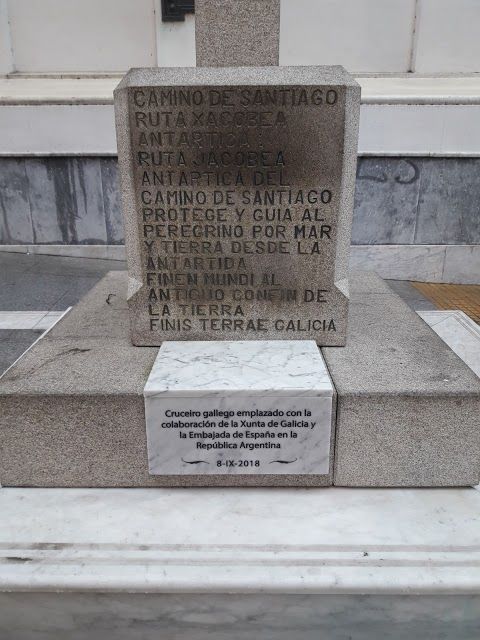 CAMINO DE SANTIAGO
RUTA XACOBEA
ANTARTICA
RUTA JACOBEA
ANTARTICA DEL
CAMINO DE SANTIAGO
PROTEGE Y GUIA AL
PEREGRINO POR MAR
Y TIERRA DESDE LA
ANTARTIDA
FINEN MUNDI AL
ANTIGUO CONFIN DE
LA TIERRA
FINIS TERRAE GALICIA
Cruceiro gallego emplazado con la
colaboración de la Xunta de Galicia y
la Embajada de España en la
República Argentina
8-IX-2018